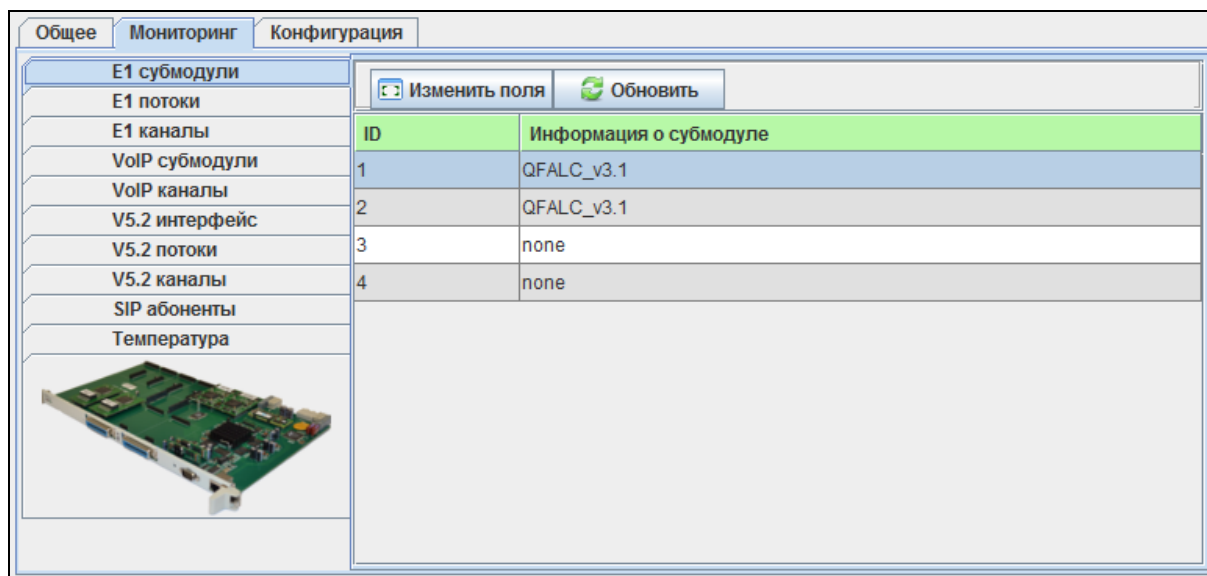 Общее Мониторинг Конфигурация
E1 субмодули
E1 потоки
E1 каналы
VoIP субмодули
VoIP каналы
V5.2 интерфейс
V5.2 потоки
V5.2 каналы
SIP абоненты
Температура
Изменить поля Обновить
ID Информация о субмодуле
1 QFALC_v3.1
2 QFALC_v3.1
3 none
4 none